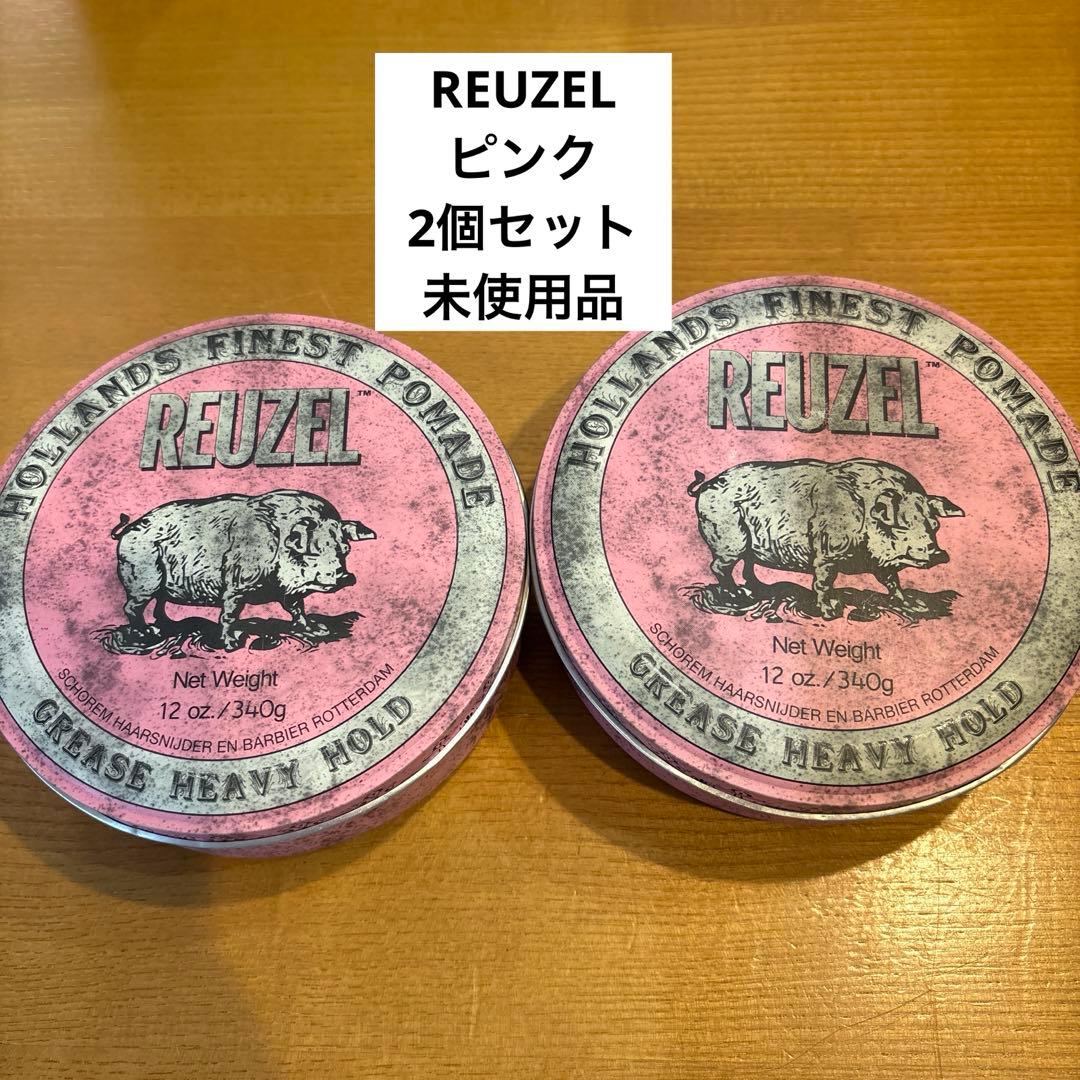 REUZEL
ピンク
2個セット
未使用品
HOLLANDS FINEST POMADE
REUZEL™
Net Weight
12 oz./340g
SCHOREM HAARSNIJDER EN BARBIER ROTTERDAM
GREASE HEAVY HOLD
HOLLANDS FINEST POMADE
REUZEL™
Net Weight
12 oz./340g
SCHOREM HAARSNIJDER EN BARBIER ROTTERDAM
GREASE HEAVY HOLD